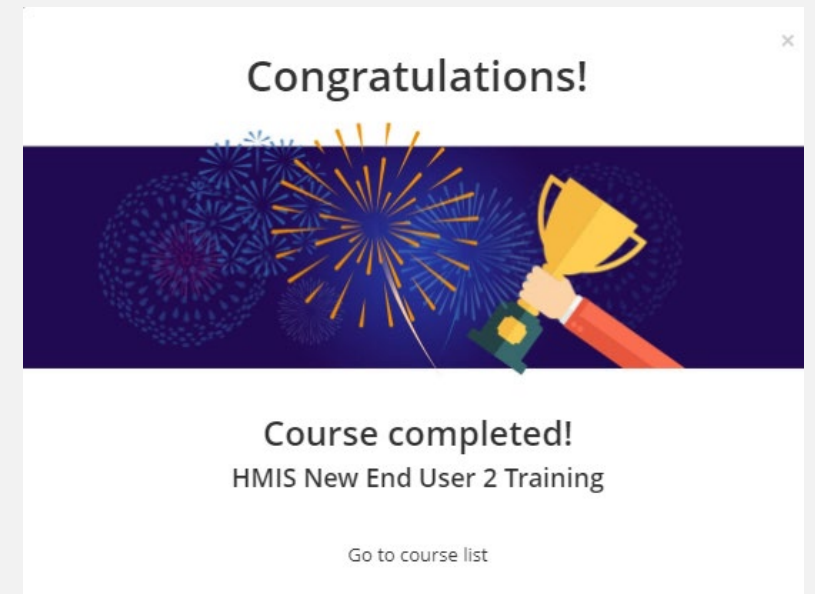 Congratulations!
Course completed!
HMIS New End User 2 Training
Go to course list